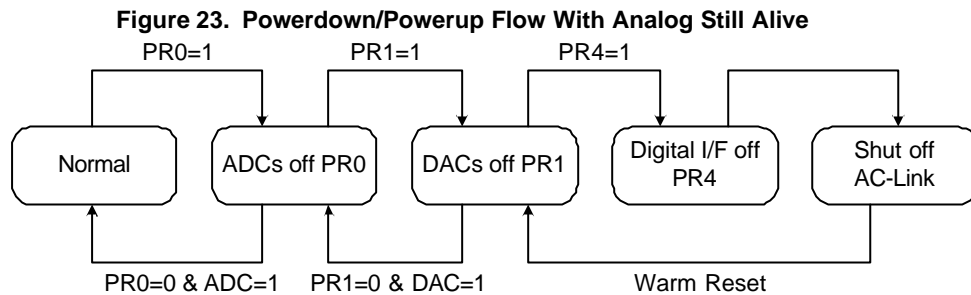 Figure 23. Powerdown/Powerup Flow With Analog Still Alive
PR0=1
PR1=1
PR4=1
Normal
ADCs off PR0
DACs off PR1
Digital I/F off
PR4
Shut off
AC-Link
PR0=0 & ADC=1
PR1=0 & DAC=1
Warm Reset